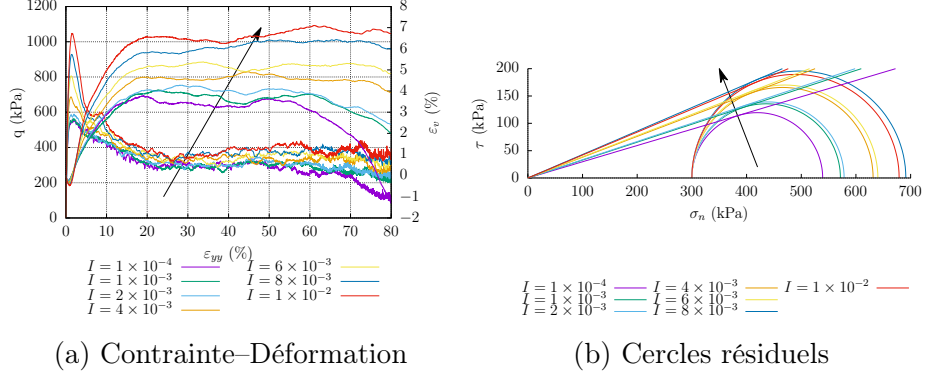 q (kPa)
1200
1000
800
600
400
200
0
0 10 20 30 40 50 60 70 80
ε_yy (%)
8
7
6
5
4
3
2
1
0
−1
−2
ε_v (%)
I = 1 × 10^−4
I = 1 × 10^−3
I = 2 × 10^−3
I = 4 × 10^−3
I = 6 × 10^−3
I = 8 × 10^−3
I = 1 × 10^−2
(a) Contrainte–Déformation
τ (kPa)
200
150
100
50
0
0 100 200 300 400 500 600 700
σ_n (kPa)
I = 1 × 10^−4
I = 1 × 10^−3
I = 2 × 10^−3
I = 4 × 10^−3
I = 6 × 10^−3
I = 8 × 10^−3
I = 1 × 10^−2
(b) Cercles résiduels